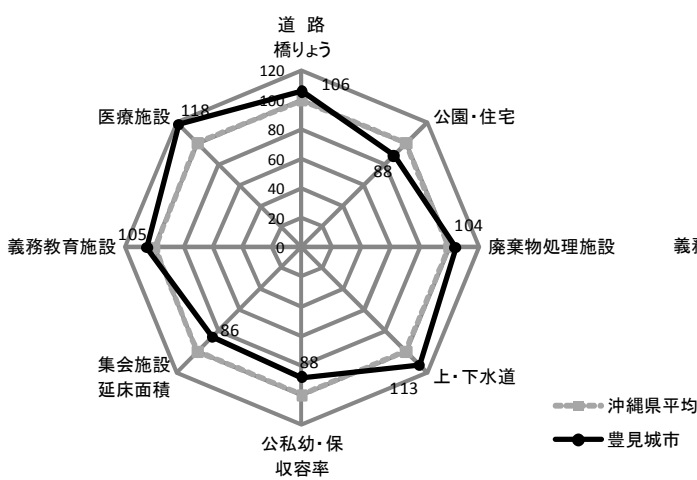 道 路
橋りょう
120
106
100
118
医療施設
公園・住宅
80
88
60
40
20
0
105
104
義務教育施設
廃棄物処理施設
義
86
88
113
集会施設
延床面積
上・下水道
公私幼・保
収容率
沖縄県平均
豊見城市